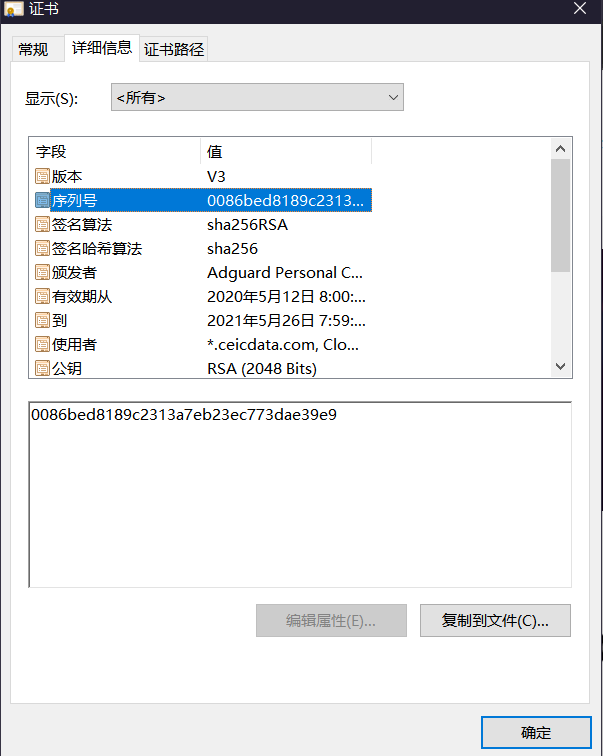 证书
常规 详细信息 证书路径
显示(S): <所有>
字段 值
版本 V3
序列号 0086bed8189c2313...
签名算法 sha256RSA
签名哈希算法 sha256
颁发者 Adguard Personal C...
有效期从 2020年5月12日 8:00:...
到 2021年5月26日 7:59:...
使用者 *.ceicdata.com, Clo...
公钥 RSA (2048 Bits)
0086bed8189c2313a7eb23ec773dae39e9
编辑属性(E)... 复制到文件(C)...
确定